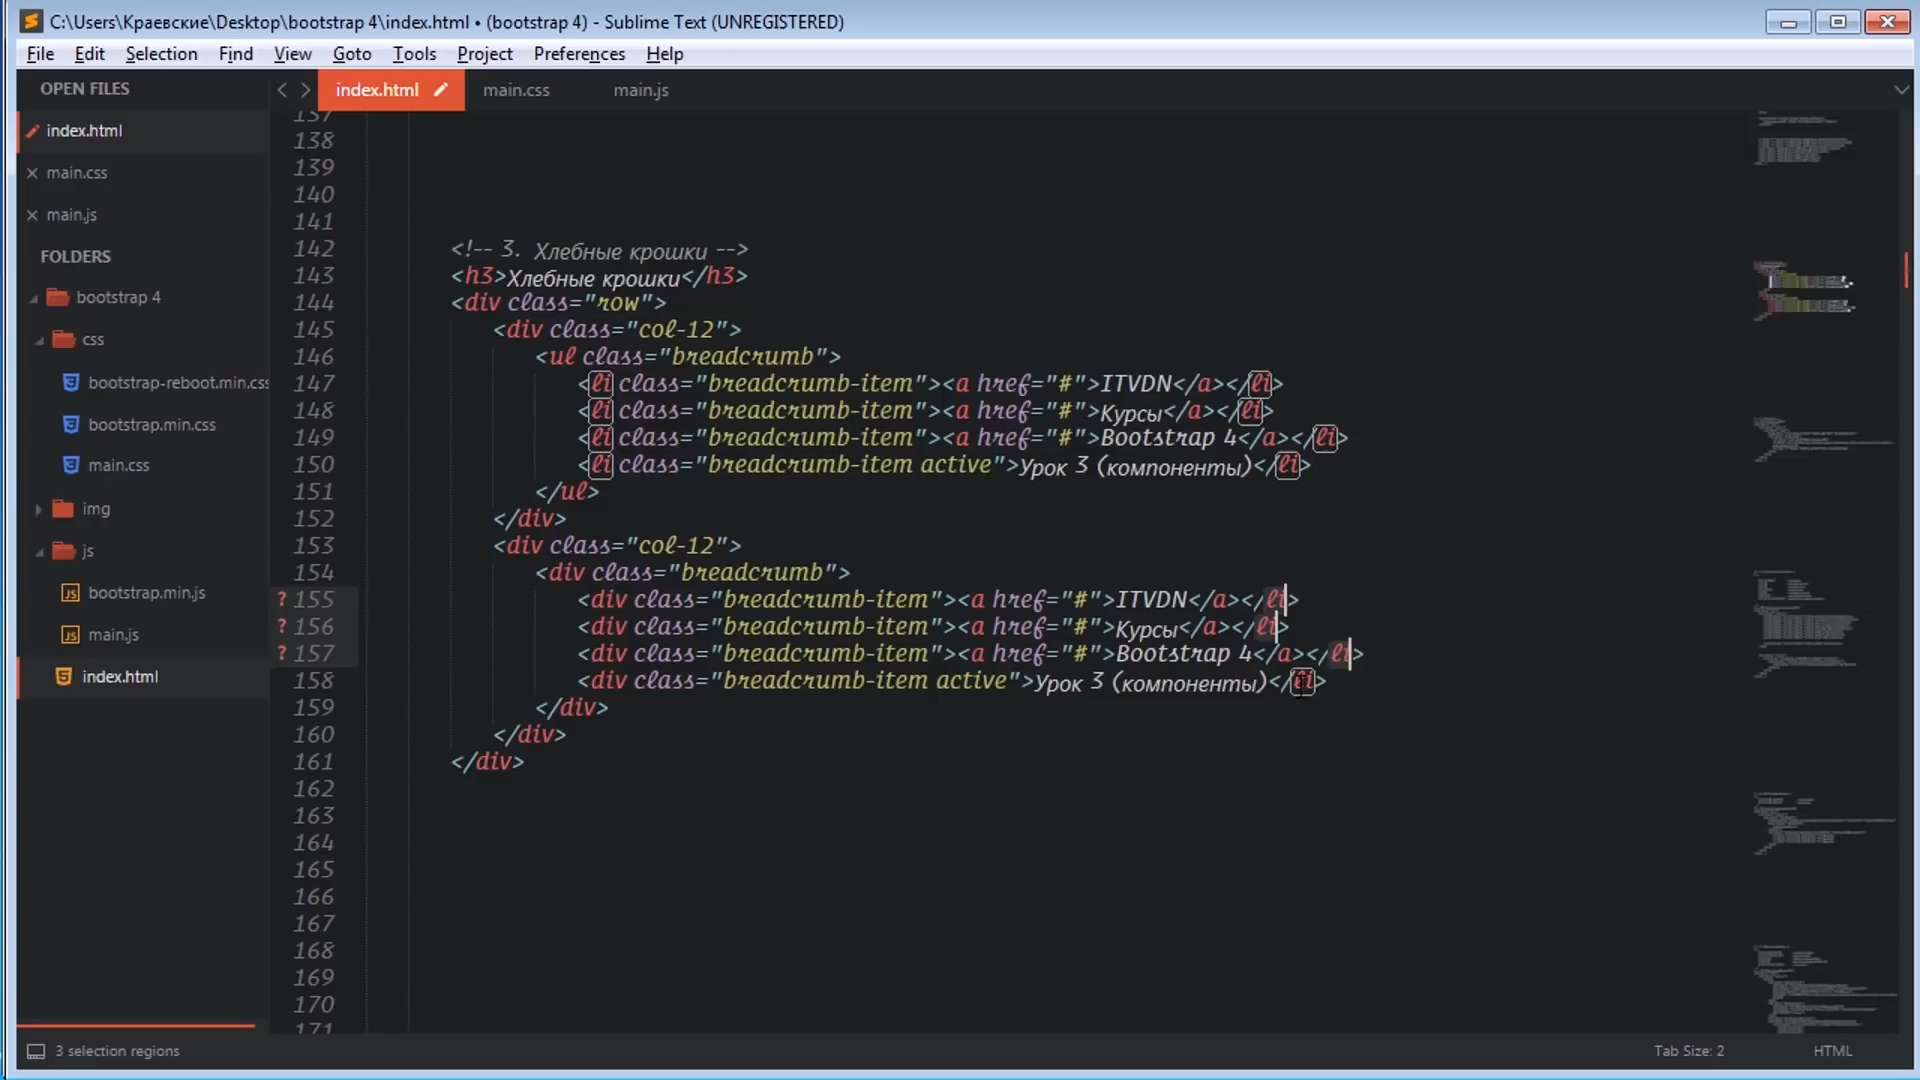 C:\Users\Краевские\Desktop\bootstrap 4\index.html • (bootstrap 4) - Sublime Text (UNREGISTERED)
File Edit Selection Find View Goto Tools Project Preferences Help
OPEN FILES
index.html
main.css
main.js
FOLDERS
bootstrap 4
css
bootstrap-reboot.min.css
bootstrap.min.css
main.css
img
js
bootstrap.min.js
main.js
index.html
index.html main.css main.js
137
138
139
140
141
142 <!-- 3. Хлебные крошки -->
143 <h3>Хлебные крошки</h3>
144 <div class="row">
145 <div class="col-12">
146 <ul class="breadcrumb">
147 <li class="breadcrumb-item"><a href="#">ITVDN</a></li>
148 <li class="breadcrumb-item"><a href="#">Курсы</a></li>
149 <li class="breadcrumb-item"><a href="#">Bootstrap 4</a></li>
150 <li class="breadcrumb-item active">Урок 3 (компоненты)</li>
151 </ul>
152 </div>
153 <div class="col-12">
154 <div class="breadcrumb">
? 155 <div class="breadcrumb-item"><a href="#">ITVDN</a></li>
? 156 <div class="breadcrumb-item"><a href="#">Курсы</a></li>
? 157 <div class="breadcrumb-item"><a href="#">Bootstrap 4</a></li>
158 <div class="breadcrumb-item active">Урок 3 (компоненты)</li>
159 </div>
160 </div>
161 </div>
162
163
164
165
166
167
168
169
170
171
3 selection regions
Tab Size: 2 HTML